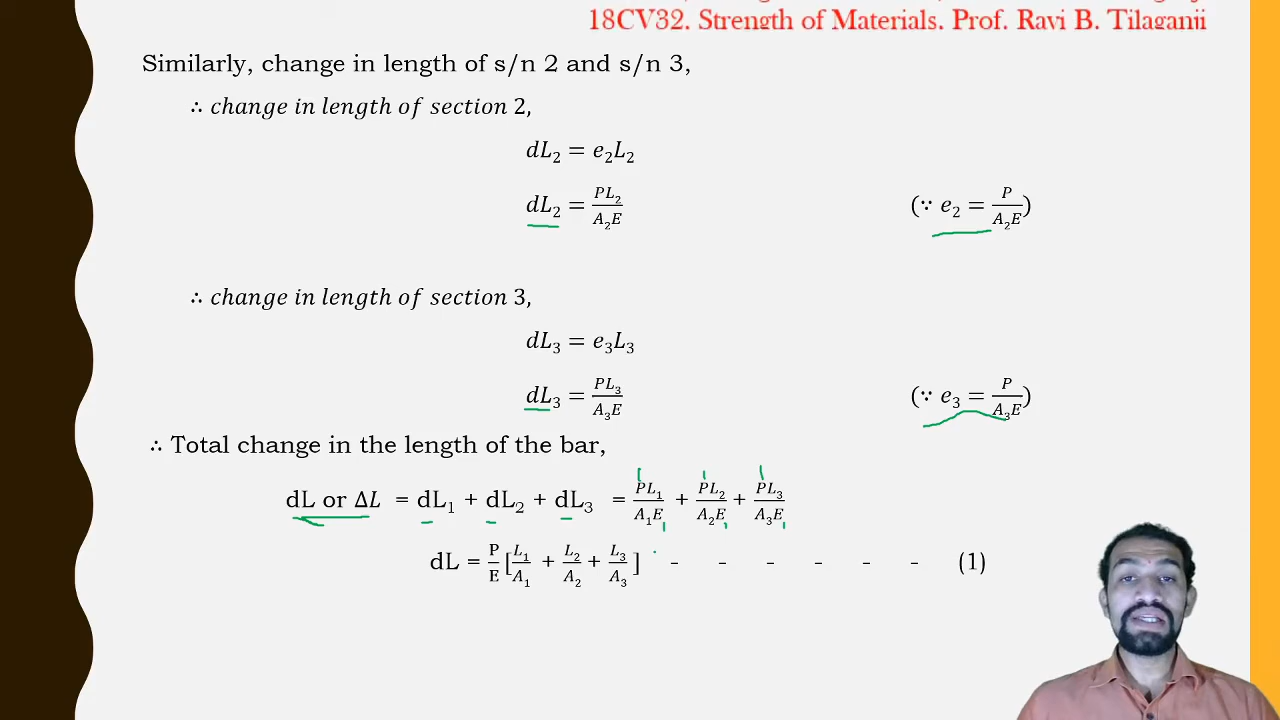 18CV32. Strength of Materials. Prof. Ravi B. Tilaganji
Similarly, change in length of s/n 2 and s/n 3,
∴ change in length of section 2,
dL₂ = e₂L₂
dL₂ = PL₂/A₂E (∵ e₂ = P/A₂E)
∴ change in length of section 3,
dL₃ = e₃L₃
dL₃ = PL₃/A₃E (∵ e₃ = P/A₃E)
∴ Total change in the length of the bar,
dL or ΔL = dL₁ + dL₂ + dL₃ = PL₁/A₁E + PL₂/A₂E + PL₃/A₃E
dL = P/E [L₁/A₁ + L₂/A₂ + L₃/A₃] - - - - - - (1)